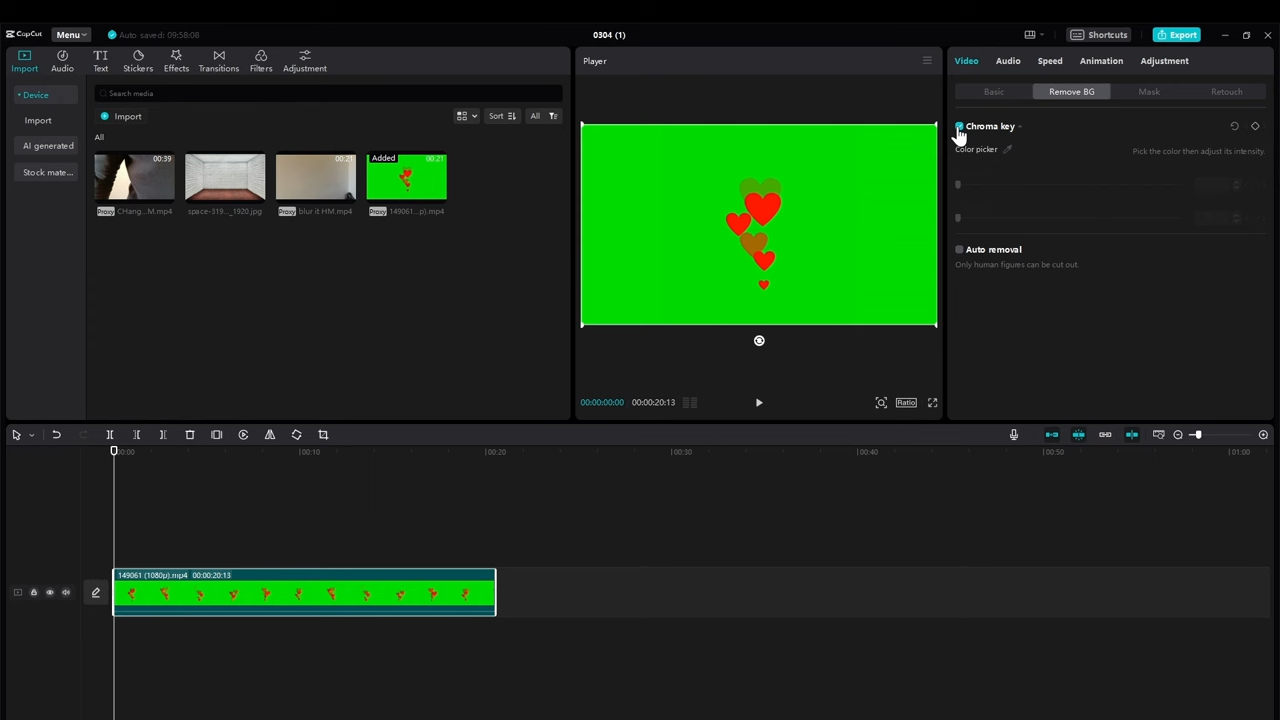 CapCut Menu Auto saved: 09:58:08 0304 (1) Shortcuts Export
Import Audio Text Stickers Effects Transitions Filters Adjustment
Device
Import
AI generated
Stock mate...
Search media
Import Sort All
All
00:39 00:21 Added 00:21
Proxy CHang...M.mp4 space-319..._1920.jpg Proxy blur it HM.mp4 Proxy 149061...p).mp4
Player
00:00:00:00 00:00:20:13 Ratio
Video Audio Speed Animation Adjustment
Basic Remove BG Mask Retouch
Chroma key
Color picker Pick the color then adjust its intensity.
Auto removal
Only human figures can be cut out.
00:00 00:10 00:20 00:30 00:40 00:50 01:00
149061 (1080p).mp4 00:00:20:13